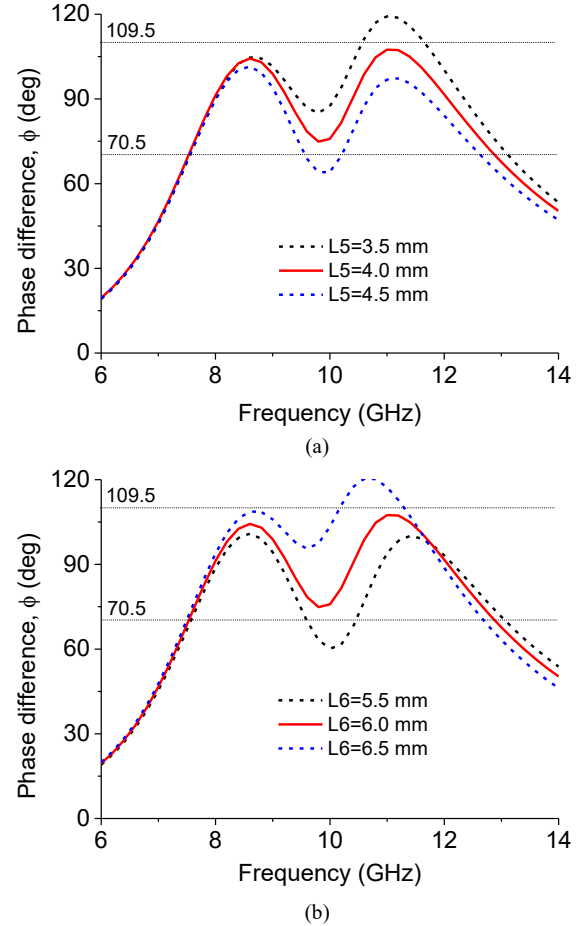 120
109.5
90
70.5
60
30
0
Phase difference, ϕ (deg)
L5=3.5 mm
L5=4.0 mm
L5=4.5 mm
6 8 10 12 14
Frequency (GHz)
(a)
120
109.5
90
70.5
60
30
0
Phase difference, ϕ (deg)
L6=5.5 mm
L6=6.0 mm
L6=6.5 mm
6 8 10 12 14
Frequency (GHz)
(b)